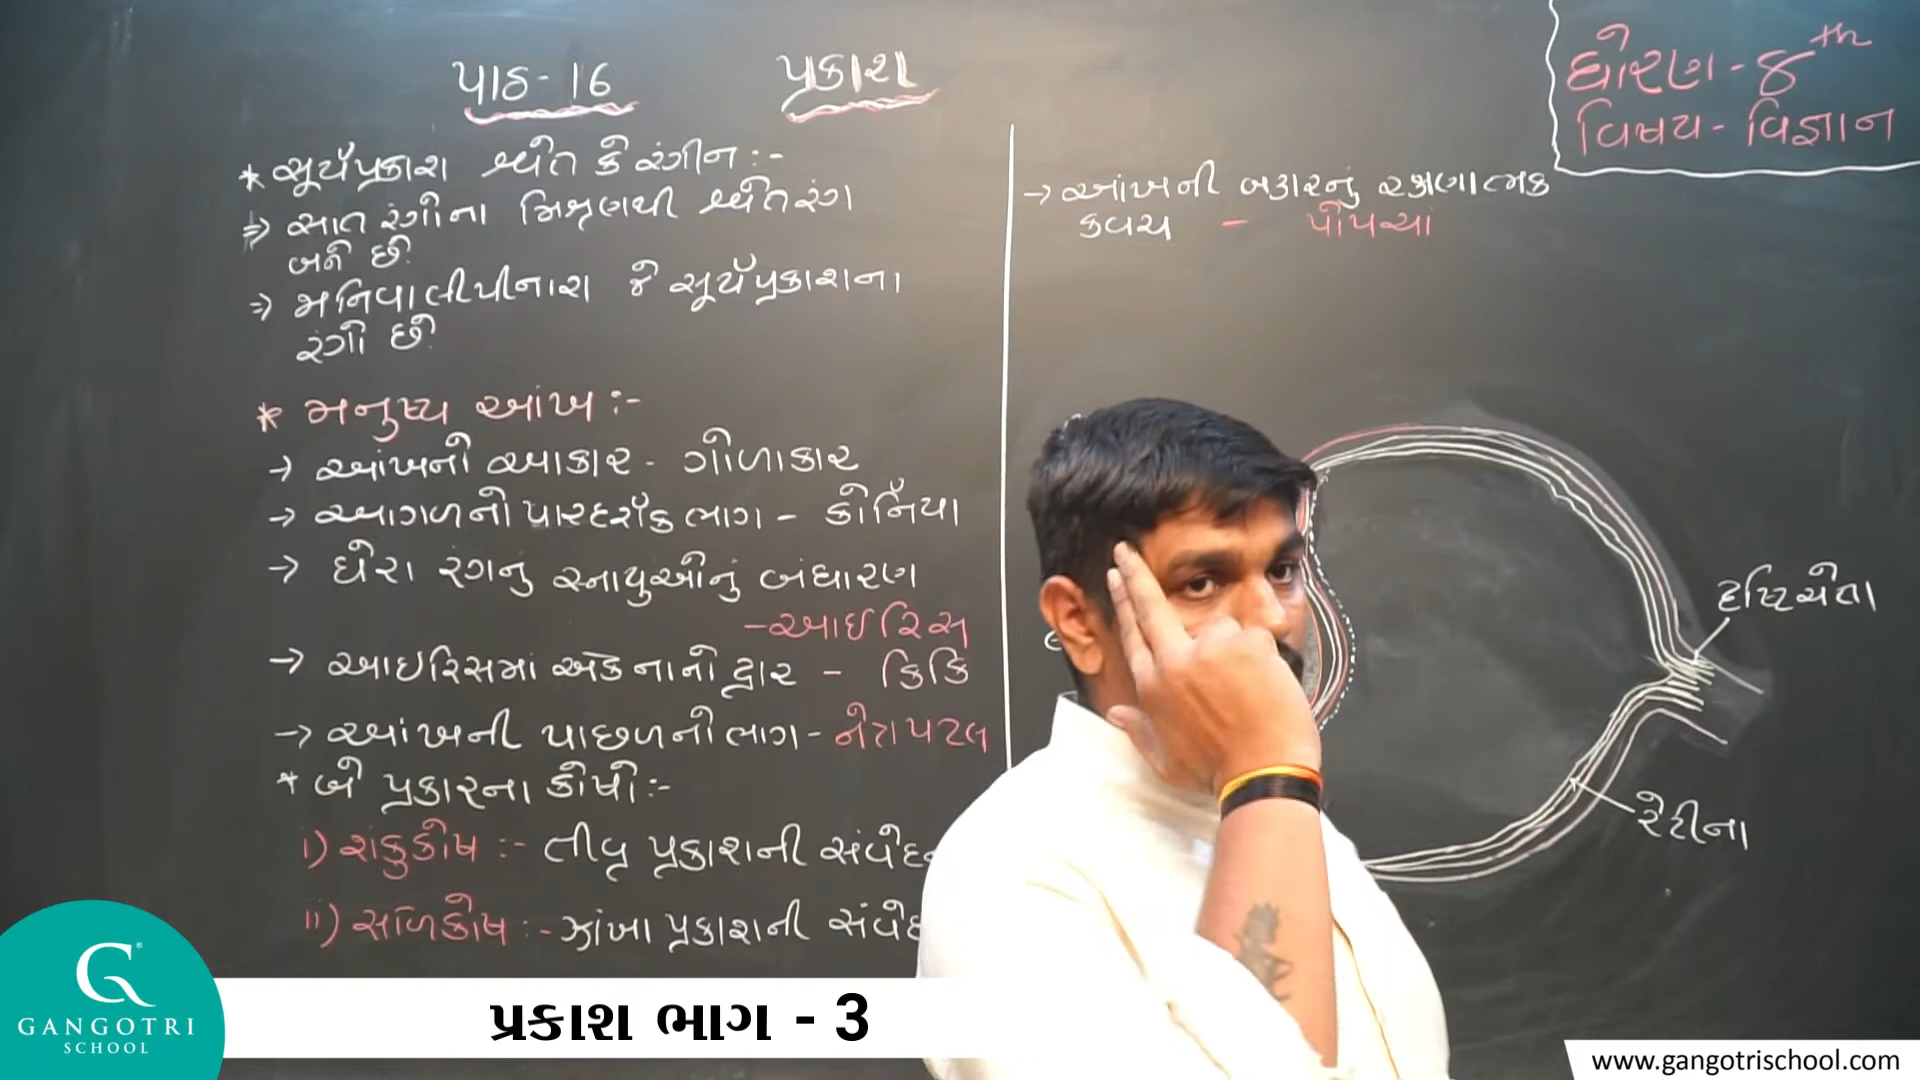 પાઠ - 16 પ્રકાશ
ધોરણ - 8th
વિષય - વિજ્ઞાન
* સૂર્યપ્રકાશ શ્વેત કે રંગીન :-
⇒ સાત રંગોના મિશ્રણથી શ્વેત રંગ
બને છે.
⇒ મેજાનીવાલીપીનારા જે સૂર્યપ્રકાશના
રંગો છે.
* મનુષ્ય આંખ :-
→ આંખનો આકાર - ગોળાકાર
→ આગળનો પારદર્શક ભાગ - કોર્નિયા
→ ઘેરા રંગનું સ્નાયુઓનું બંધારણ
- આઇરિસ
→ આઇરિસમાં એક નાનો દ્વાર - કિકિ
→ આંખની પાછળનો ભાગ - નેત્રપટલ
* બે પ્રકારના કોષો :-
i) શંકુકોષ :- તીવ્ર પ્રકાશની સંવેદ
ii) સળિકોષ :- ઝાંખા પ્રકાશની સંવેદ
→ આંખની બહારનું રક્ષણાત્મક
કવચ - પોપચાં
દ્રષ્ટિચેતા
રેટીના
G®
GANGOTRI
SCHOOL
પ્રકાશ ભાગ - 3
www.gangotrischool.com